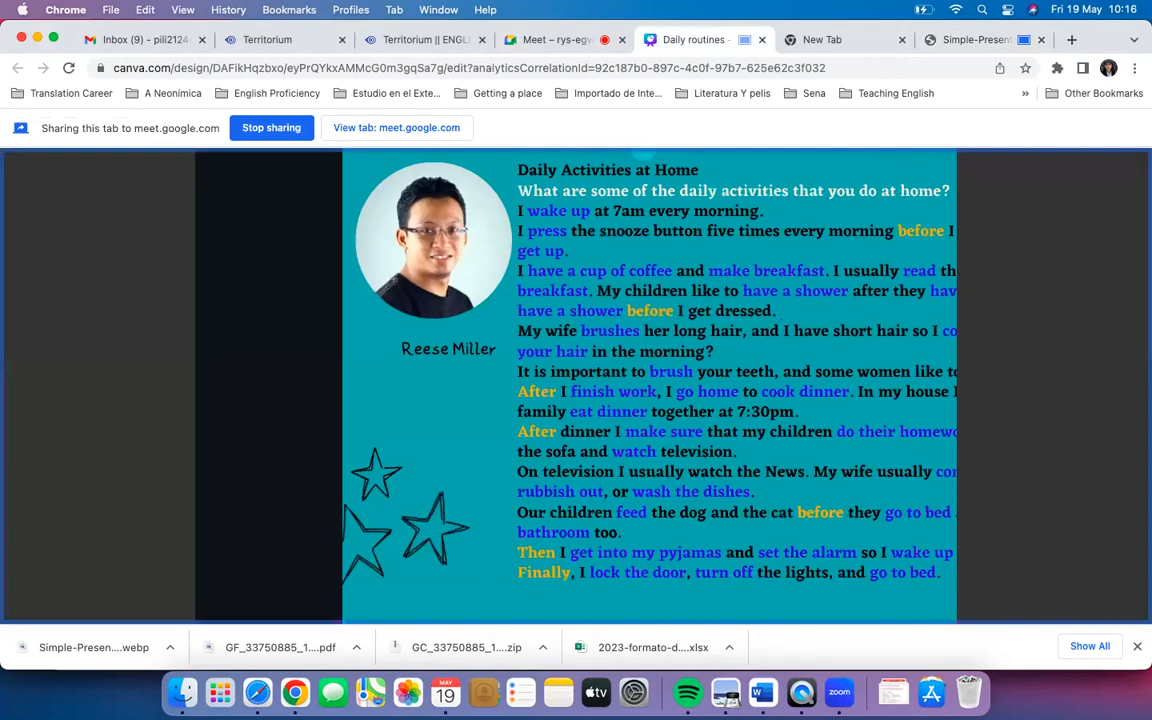 Chrome File Edit View History Bookmarks Profiles Tab Window Help Fri 19 May 10:16
Inbox (9) - pili2124 Territorium Territorium || ENGL Meet – rys-egv Daily routines - New Tab Simple-Present
canva.com/design/DAFikHqzbxo/eyPrQYkxAMMcG0m3gqSa7g/edit?analyticsCorrelationId=92c187b0-897c-4c0f-97b7-625e62c3f032
Translation Career A Neonímica English Proficiency Estudio en el Exte... Getting a place Importado de Inte... Literatura Y pelis Sena Teaching English » Other Bookmarks
Sharing this tab to meet.google.com Stop sharing View tab: meet.google.com
Daily Activities at Home
What are some of the daily activities that you do at home?
I wake up at 7am every morning.
I press the snooze button five times every morning before I
get up.
I have a cup of coffee and make breakfast. I usually read th
breakfast. My children like to have a shower after they hav
have a shower before I get dressed.
My wife brushes her long hair, and I have short hair so I co
your hair in the morning?
It is important to brush your teeth, and some women like to
After I finish work, I go home to cook dinner. In my house I
family eat dinner together at 7:30pm.
After dinner I make sure that my children do their homewo
the sofa and watch television.
On television I usually watch the News. My wife usually co
rubbish out, or wash the dishes.
Our children feed the dog and the cat before they go to bed
bathroom too.
Then I get into my pyjamas and set the alarm so I wake up
Finally, I lock the door, turn off the lights, and go to bed.
Reese Miller
Simple-Presen....webp GF_33750885_1....pdf GC_33750885_1....zip 2023-formato-d....xlsx Show All
MAY
19
tv
W
zoom